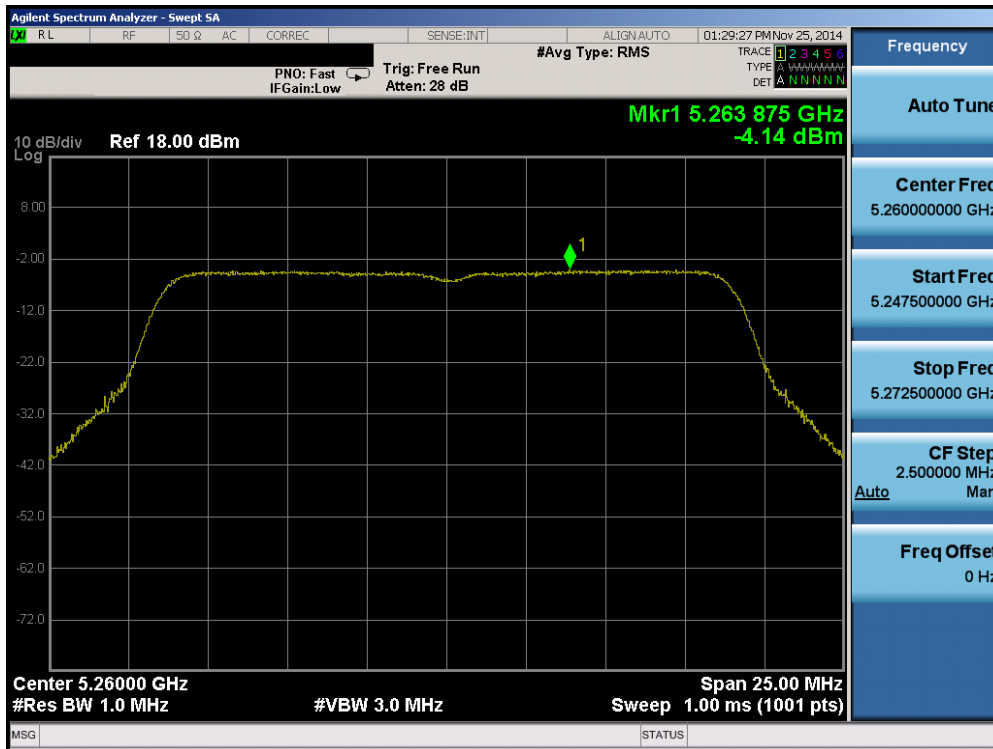 Agilent Spectrum Analyzer - Swept SA
LXI RL RF 50 Ω AC CORREC SENSE:INT ALIGN AUTO 01:29:27 PM Nov 25, 2014
#Avg Type: RMS
TRACE 1 2 3 4 5 6
TYPE A WWWWW
DET A N N N N N
PNO: Fast Trig: Free Run
IFGain:Low Atten: 28 dB
Mkr1 5.263 875 GHz
-4.14 dBm
10 dB/div Ref 18.00 dBm
Log
1
8.00
-2.00
-12.0
-22.0
-32.0
-42.0
-52.0
-62.0
-72.0
Center 5.26000 GHz Span 25.00 MHz
#Res BW 1.0 MHz #VBW 3.0 MHz Sweep 1.00 ms (1001 pts)
MSG STATUS
Frequency
Auto Tune
Center Freq
5.260000000 GHz
Start Freq
5.247500000 GHz
Stop Freq
5.272500000 GHz
CF Step
2.500000 MHz
Auto Man
Freq Offset
0 Hz